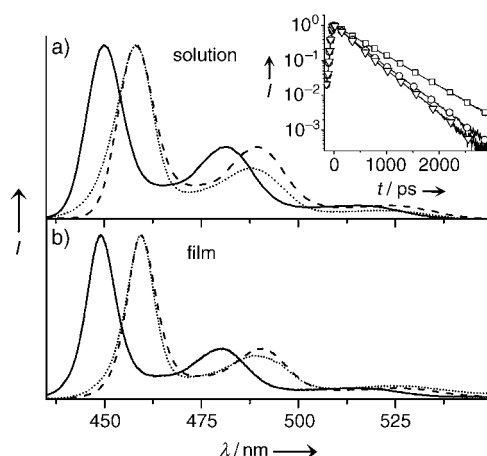 a) solution
I
10⁰
10⁻¹
10⁻²
10⁻³
I
0 1000 2000
t / ps
b) film
450 475 500 525
λ / nm